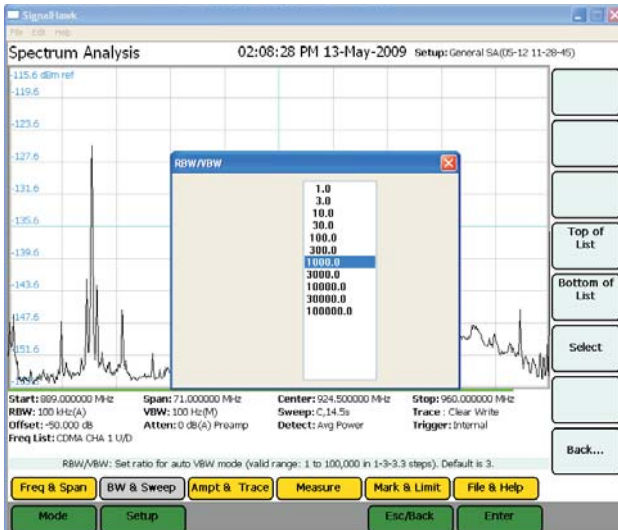 SignalHawk
File Edit Help
Spectrum Analysis 02:08:28 PM 13-May-2009 Setup: General SA(05-12 11-28-45)
-115.6 dBm ref
-119.6
-123.6
-127.6
-131.6
-135.6
-139.6
-143.6
-147.6
-151.6
RBW/VBW
1.0
3.0
10.0
30.0
100.0
300.0
1000.0
3000.0
10000.0
30000.0
100000.0
Top of
List
Bottom of
List
Select
Back...
Start: 889.000000 MHz Span: 71.000000 MHz Center: 924.500000 MHz Stop: 960.000000 MHz
RBW: 100 kHz(A) VBW: 100 Hz(M) Sweep: C,14.5s Trace : Clear Write
Offset: -50.000 dB Atten: 0 dB(A) Preamp Detect: Avg Power Trigger: Internal
Freq List: CDMA CHA 1 U/D
RBW/VBW: Set ratio for auto VBW mode (valid range: 1 to 100,000 in 1-3-3.3 steps). Default is 3.
Freq & Span BW & Sweep Ampt & Trace Measure Mark & Limit File & Help
Mode Setup Esc/Back Enter